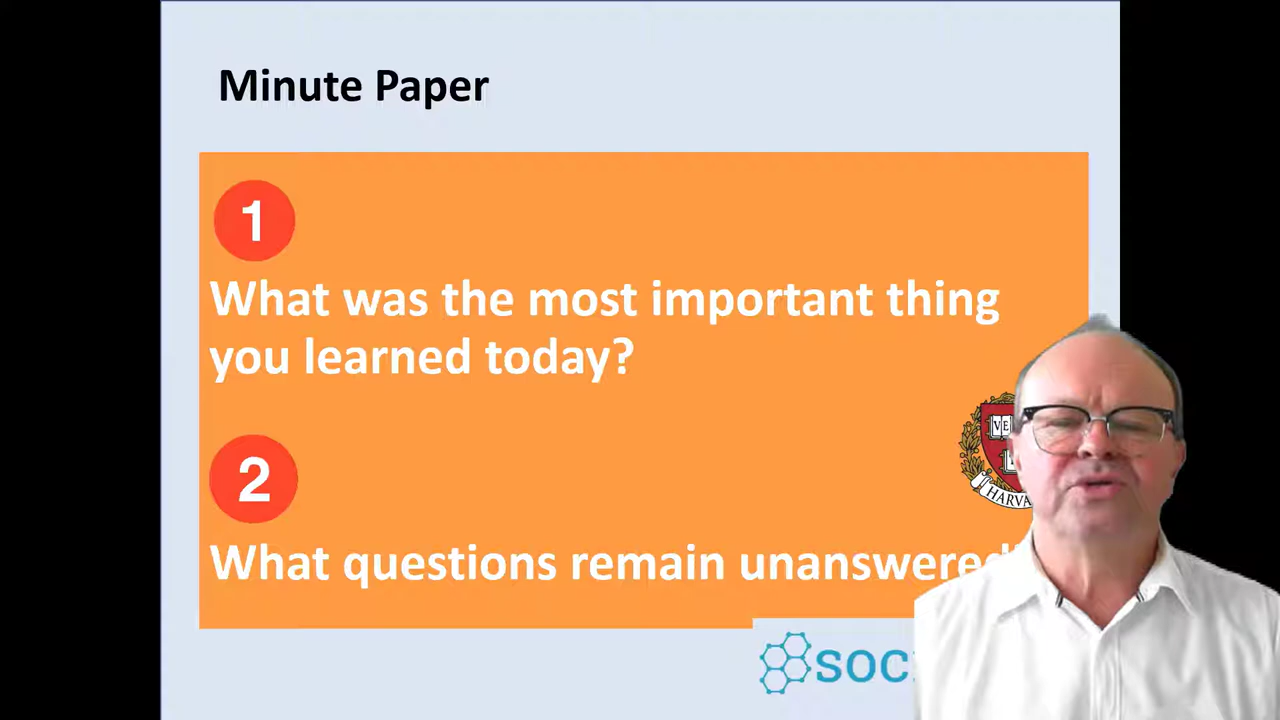 Minute Paper
1
What was the most important thing
you learned today?
2
What questions remain